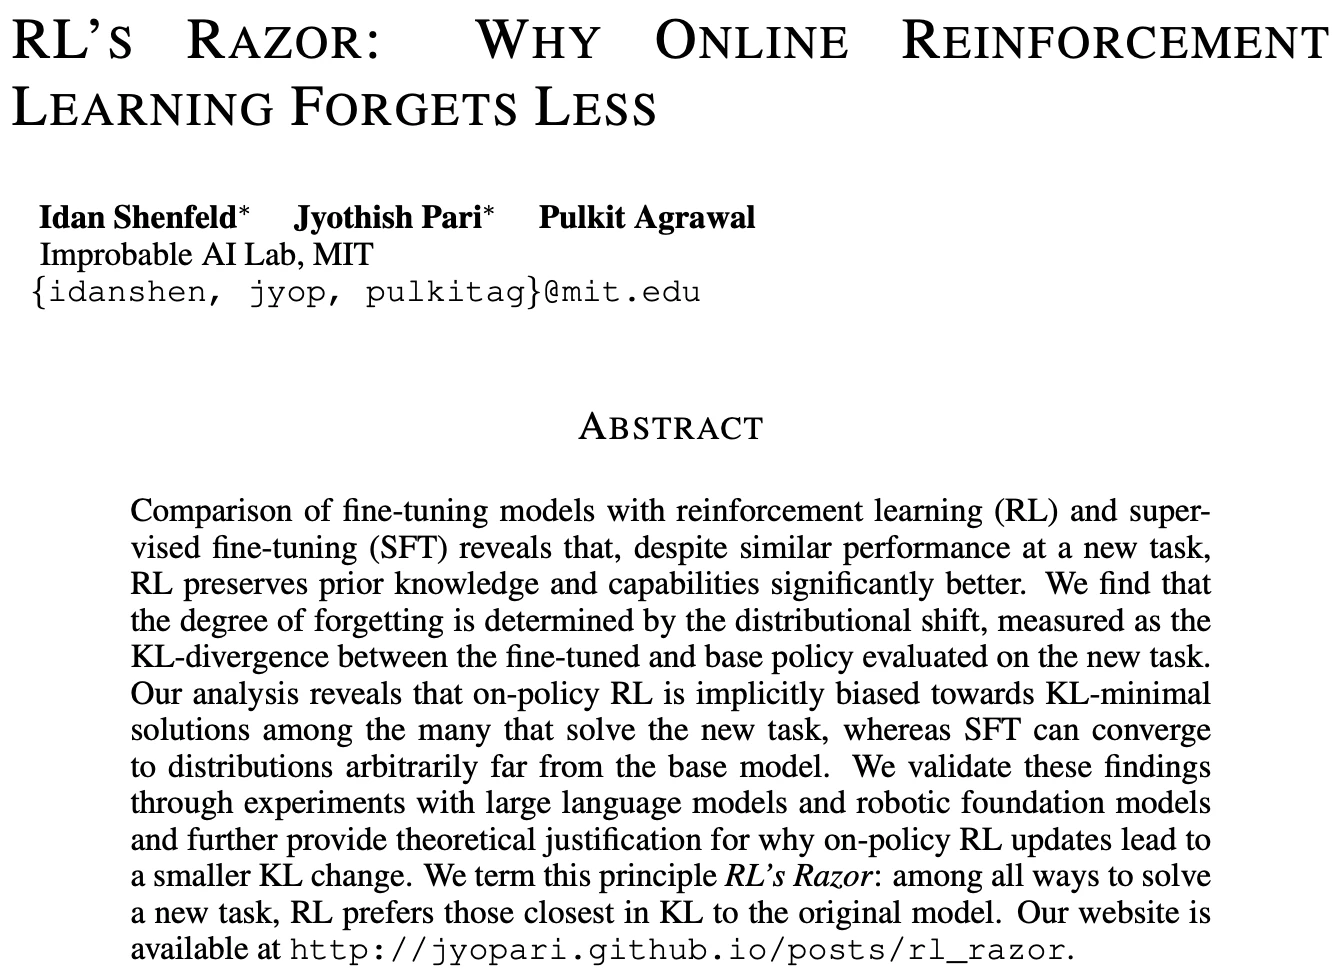 RL'S RAZOR: WHY ONLINE REINFORCEMENT
LEARNING FORGETS LESS
Idan Shenfeld* Jyothish Pari* Pulkit Agrawal
Improbable AI Lab, MIT
{idanshen, jyop, pulkitag}@mit.edu
ABSTRACT
Comparison of fine-tuning models with reinforcement learning (RL) and super-
vised fine-tuning (SFT) reveals that, despite similar performance at a new task,
RL preserves prior knowledge and capabilities significantly better. We find that
the degree of forgetting is determined by the distributional shift, measured as the
KL-divergence between the fine-tuned and base policy evaluated on the new task.
Our analysis reveals that on-policy RL is implicitly biased towards KL-minimal
solutions among the many that solve the new task, whereas SFT can converge
to distributions arbitrarily far from the base model. We validate these findings
through experiments with large language models and robotic foundation models
and further provide theoretical justification for why on-policy RL updates lead to
a smaller KL change. We term this principle RL's Razor: among all ways to solve
a new task, RL prefers those closest in KL to the original model. Our website is
available at http://jyopari.github.io/posts/rl_razor.